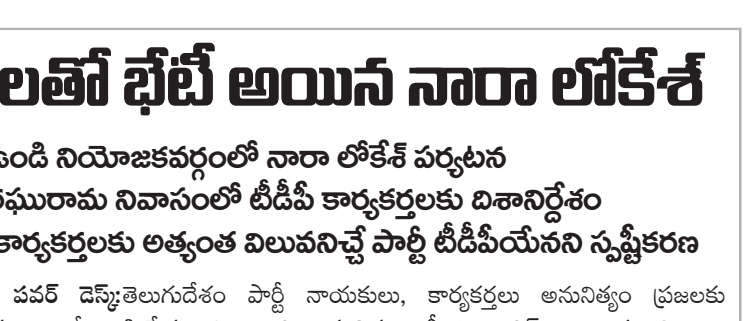 లతో భేటీ అయిన నారా లోకేశ్
ఉండి నియోజకవర్గంలో నారా లోకేశ్ పర్యటన
రఘురామ నివాసంలో టీడీపీ కార్యకర్తలకు దిశానిర్దేశం
కార్యకర్తలకు అత్యంత విలువనిచ్చే పార్టీ టీడీపీయేనని స్పష్టీకరణ
పవర్ డెస్క్:తెలుగుదేశం పార్టీ నాయకులు, కార్యకర్తలు అనునిత్యం ప్రజలకు